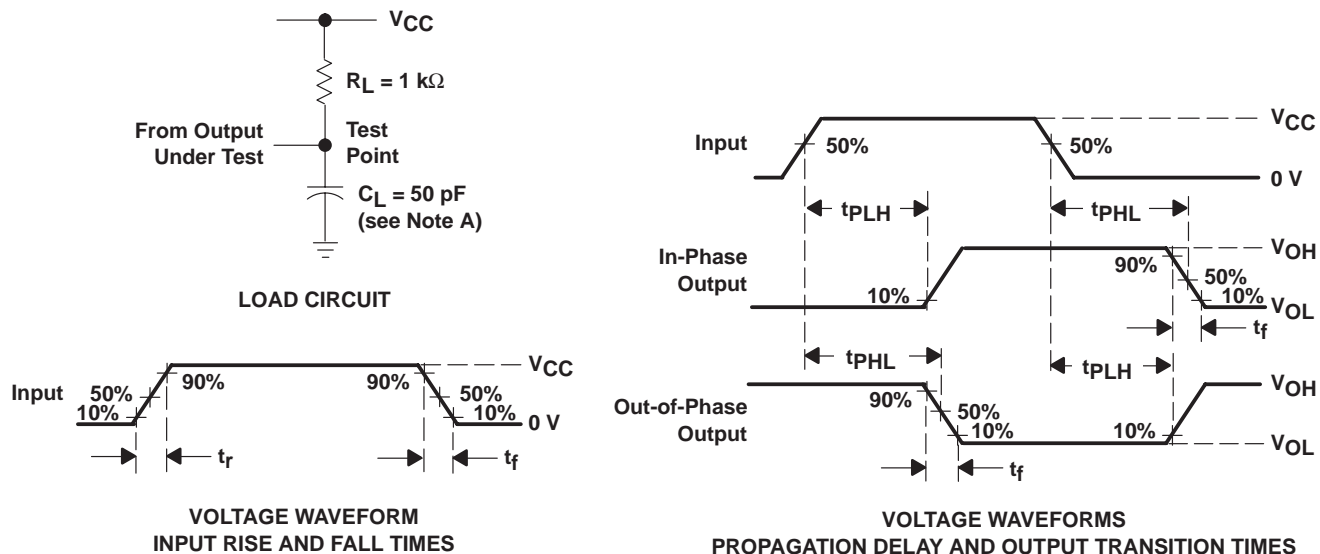 VCC
RL = 1 kΩ
From Output
Under Test
Test
Point
CL = 50 pF
(see Note A)
LOAD CIRCUIT
Input
50%
10%
90%
90%
50%
10%
VCC
0 V
tr
tf
VOLTAGE WAVEFORM
INPUT RISE AND FALL TIMES
Input
50%
50%
VCC
0 V
tPLH
tPHL
In-Phase
Output
10%
90%
50%
10%
VOH
VOL
tf
tPHL
tPLH
Out-of-Phase
Output
90%
50%
10%
10%
VOH
VOL
tf
VOLTAGE WAVEFORMS
PROPAGATION DELAY AND OUTPUT TRANSITION TIMES